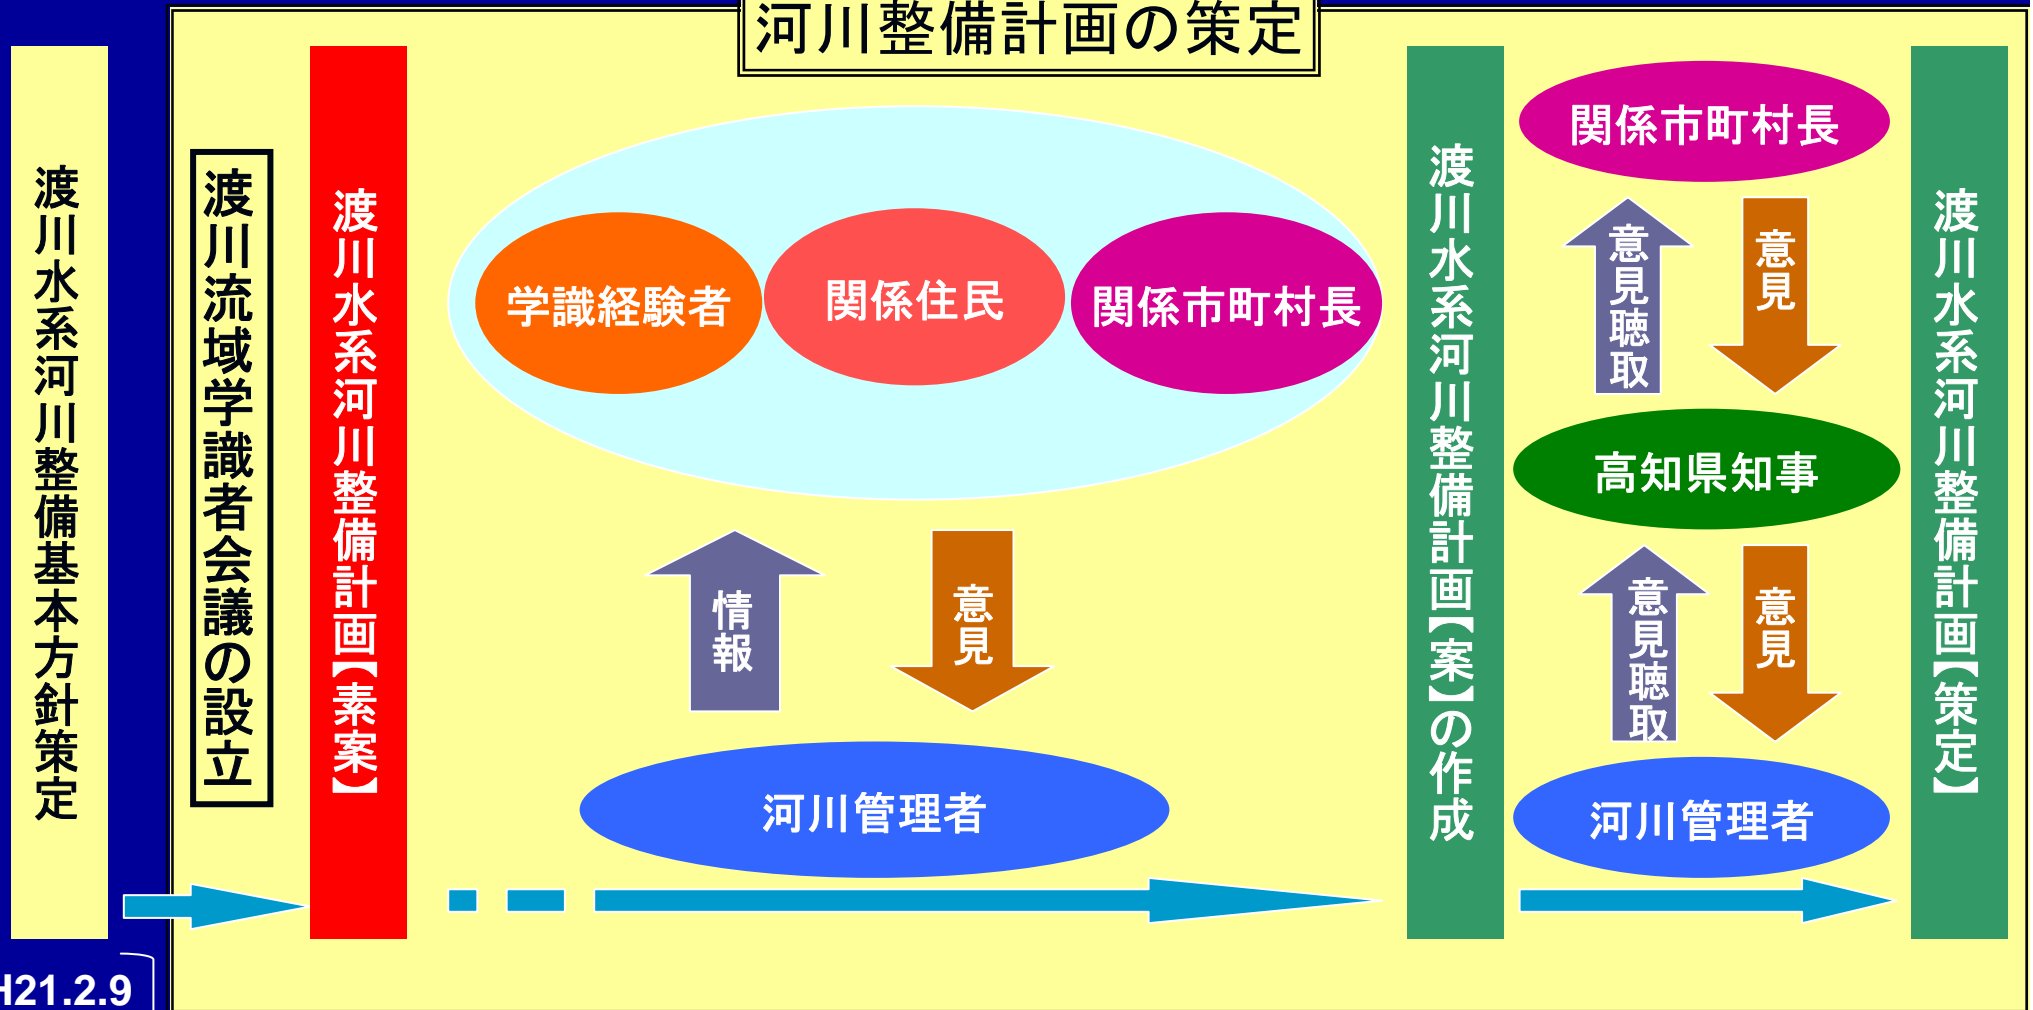 河川整備計画の策定
渡川水系河川整備基本方針策定
渡川流域学識者会議の設立
渡川水系河川整備計画【素案】
学識経験者
関係住民
関係市町村長
情報
意見
河川管理者
渡川水系河川整備計画【案】の作成
関係市町村長
意見聴取
意見
高知県知事
意見聴取
意見
河川管理者
渡川水系河川整備計画【策定】
H21.2.9